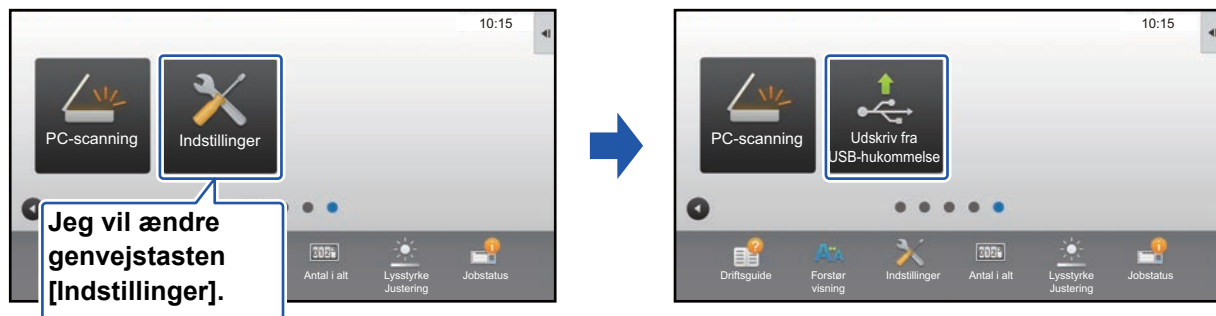 10:15
PC-scanning
Indstillinger
Jeg vil ændre
genvejstasten
[Indstillinger].
Antal i alt
Lysstyrke
Justering
Jobstatus
10:15
PC-scanning
Udskriv fra
USB-hukommelse
Driftsguide
Forstør
visning
Indstillinger
Antal i alt
Lysstyrke
Justering
Jobstatus